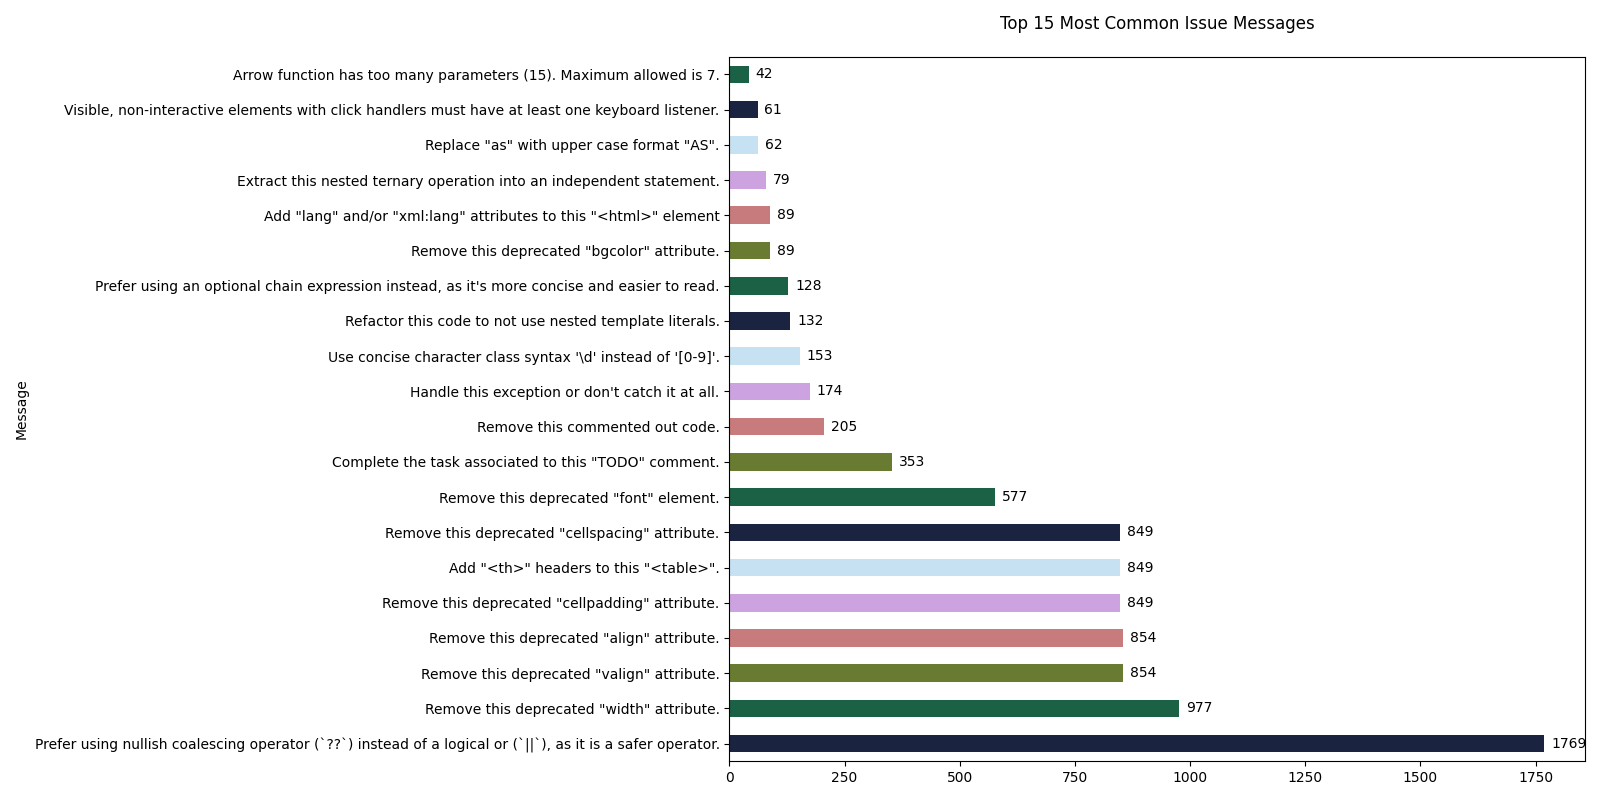 Top 15 Most Common Issue Messages
Arrow function has too many parameters (15). Maximum allowed is 7. 42
Visible, non-interactive elements with click handlers must have at least one keyboard listener. 61
Replace "as" with upper case format "AS". 62
Extract this nested ternary operation into an independent statement. 79
Add "lang" and/or "xml:lang" attributes to this "<html>" element 89
Remove this deprecated "bgcolor" attribute. 89
Prefer using an optional chain expression instead, as it's more concise and easier to read. 128
Refactor this code to not use nested template literals. 132
Use concise character class syntax '\d' instead of '[0-9]'. 153
Handle this exception or don't catch it at all. 174
Remove this commented out code. 205
Complete the task associated to this "TODO" comment. 353
Remove this deprecated "font" element. 577
Remove this deprecated "cellspacing" attribute. 849
Add "<th>" headers to this "<table>". 849
Remove this deprecated "cellpadding" attribute. 849
Remove this deprecated "align" attribute. 854
Remove this deprecated "valign" attribute. 854
Remove this deprecated "width" attribute. 977
Prefer using nullish coalescing operator (`??`) instead of a logical or (`||`), as it is a safer operator. 1769
0 250 500 750 1000 1250 1500 1750
Message